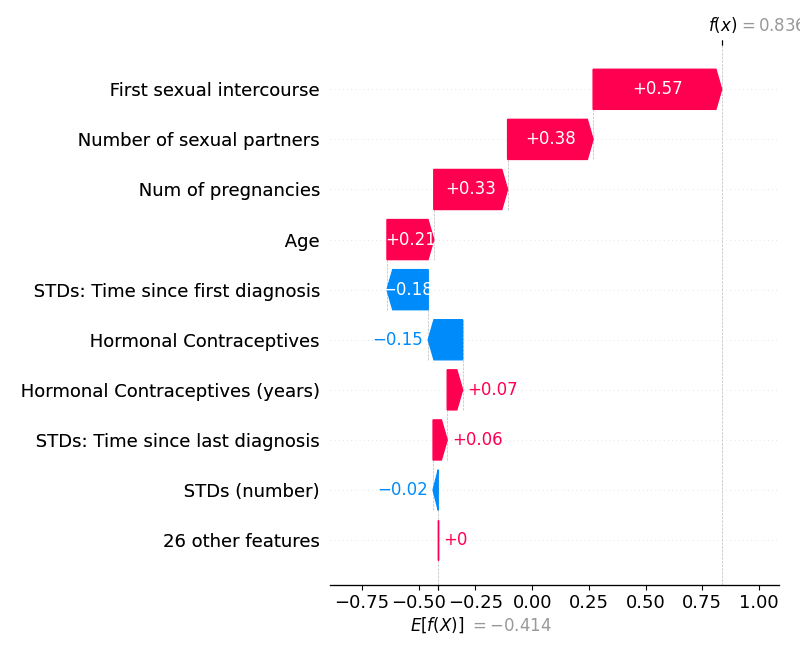 f(x) = 0.836
First sexual intercourse +0.57
Number of sexual partners +0.38
Num of pregnancies +0.33
Age +0.21
STDs: Time since first diagnosis −0.18
Hormonal Contraceptives −0.15
Hormonal Contraceptives (years) +0.07
STDs: Time since last diagnosis +0.06
STDs (number) −0.02
26 other features +0
−0.75 −0.50 −0.25 0.00 0.25 0.50 0.75 1.00
E[f(X)] = −0.414